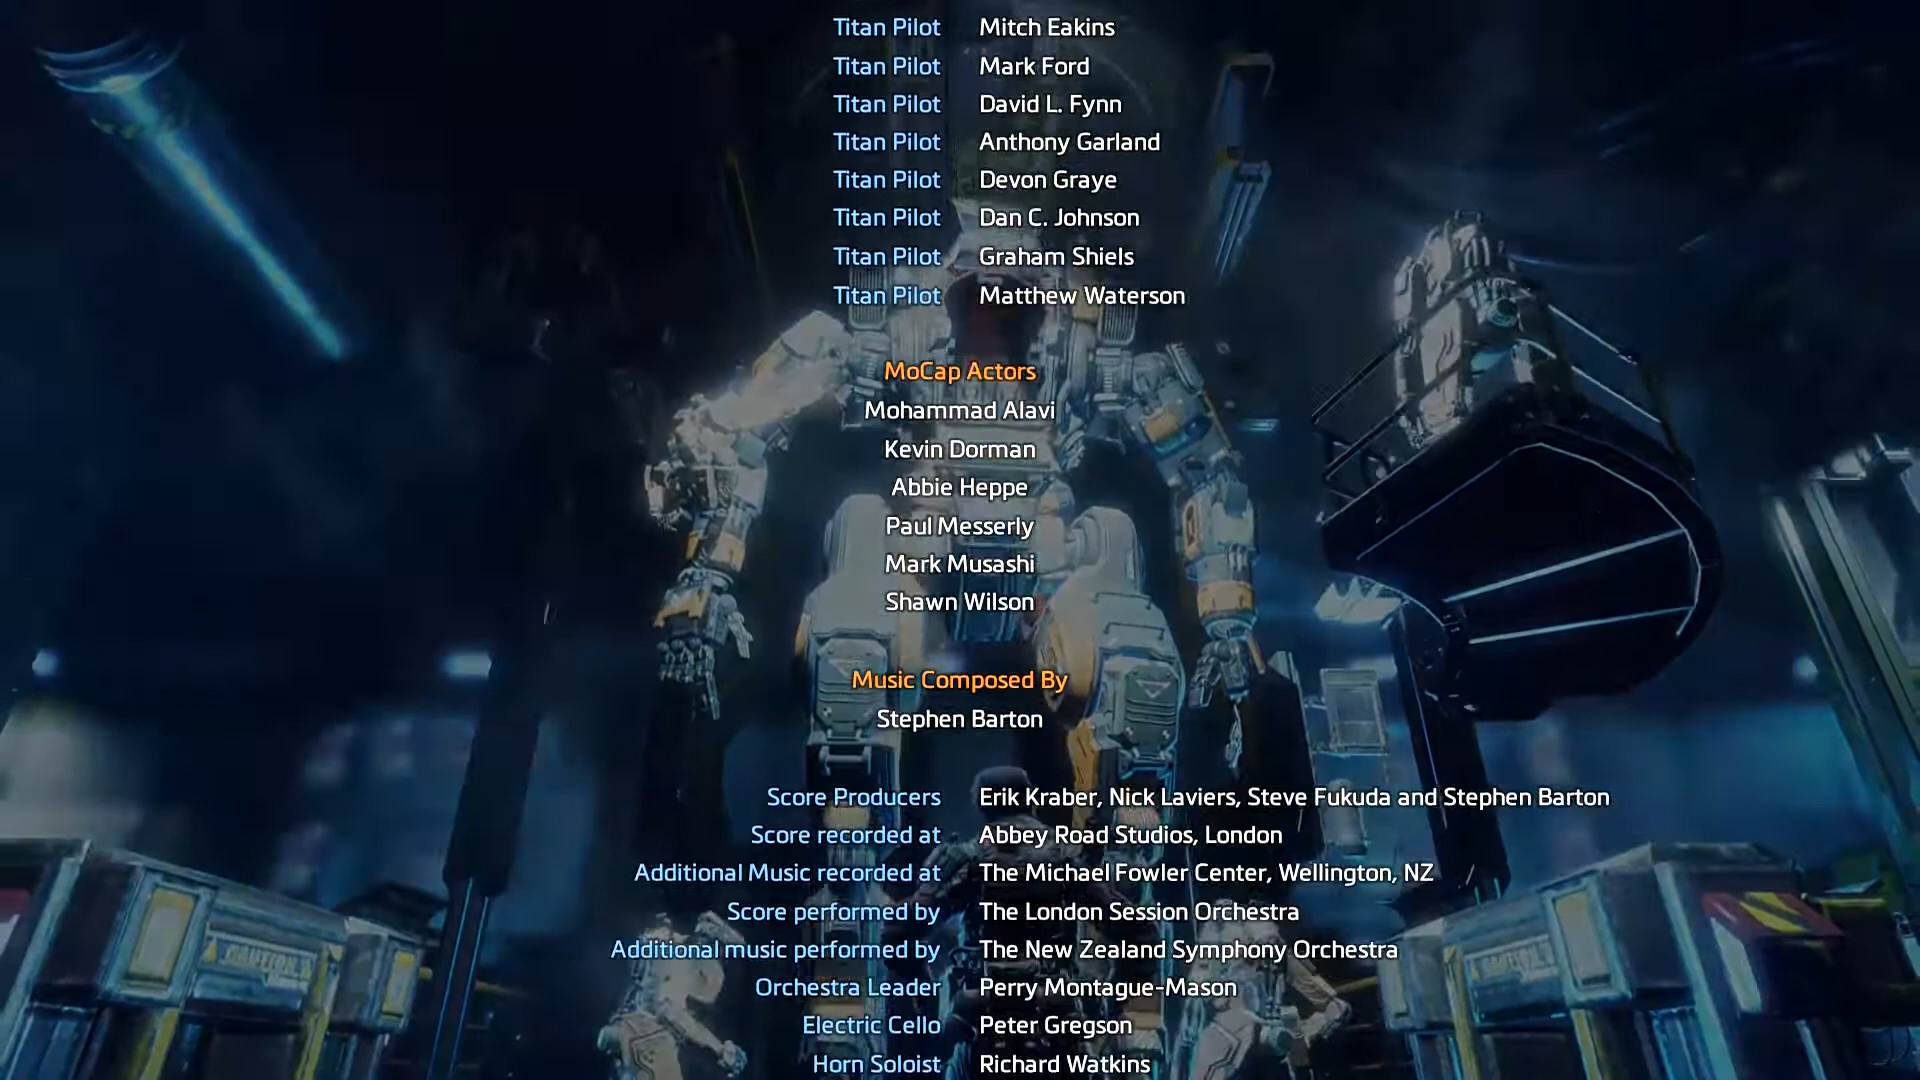 Titan Pilot Mitch Eakins
Titan Pilot Mark Ford
Titan Pilot David L. Fynn
Titan Pilot Anthony Garland
Titan Pilot Devon Graye
Titan Pilot Dan C. Johnson
Titan Pilot Graham Shiels
Titan Pilot Matthew Waterson
MoCap Actors
Mohammad Alavi
Kevin Dorman
Abbie Heppe
Paul Messerly
Mark Musashi
Shawn Wilson
Music Composed By
Stephen Barton
Score Producers Erik Kraber, Nick Laviers, Steve Fukuda and Stephen Barton
Score recorded at Abbey Road Studios, London
Additional Music recorded at The Michael Fowler Center, Wellington, NZ
Score performed by The London Session Orchestra
Additional music performed by The New Zealand Symphony Orchestra
Orchestra Leader Perry Montague-Mason
Electric Cello Peter Gregson
Horn Soloist Richard Watkins
CAUTION
CAUTION